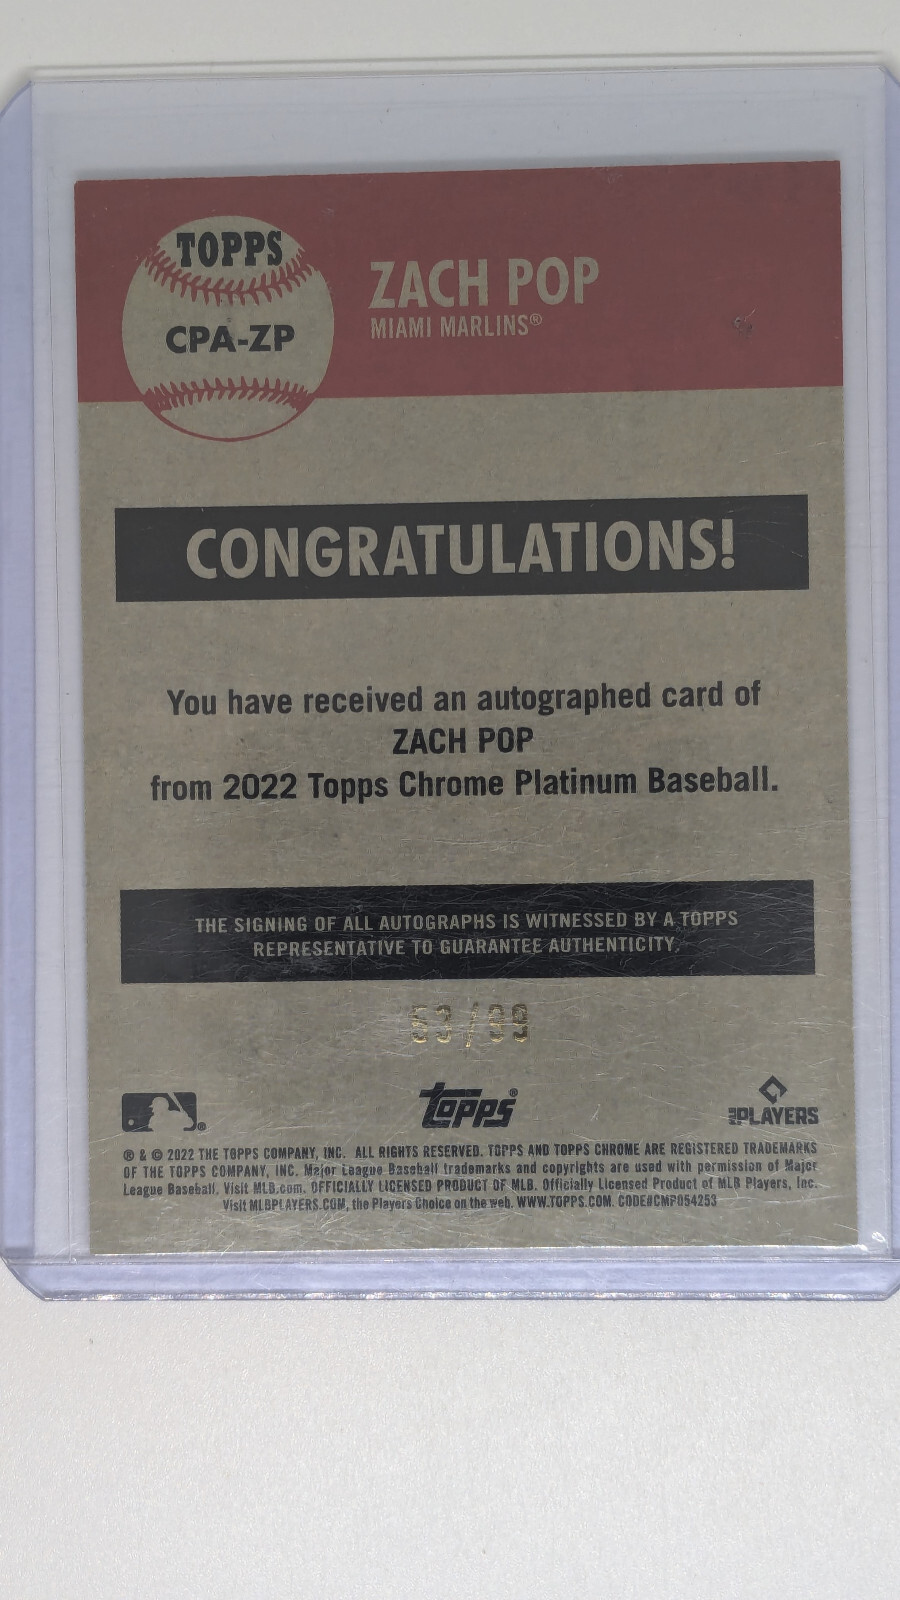 TOPPS
CPA-ZP
ZACH POP
MIAMI MARLINS®
CONGRATULATIONS!
You have received an autographed card of
ZACH POP
from 2022 Topps Chrome Platinum Baseball.
THE SIGNING OF ALL AUTOGRAPHS IS WITNESSED BY A TOPPS
REPRESENTATIVE TO GUARANTEE AUTHENTICITY.
53/99
Topps®
MLB PLAYERS
® & © 2022 THE TOPPS COMPANY, INC. ALL RIGHTS RESERVED. TOPPS AND TOPPS CHROME ARE REGISTERED TRADEMARKS
OF THE TOPPS COMPANY, INC. Major League Baseball trademarks and copyrights are used with permission of Major
League Baseball. Visit MLB.com. OFFICIALLY LICENSED PRODUCT OF MLB. Officially Licensed Product of MLB Players, Inc.
Visit MLBPLAYERS.COM, the Players Choice on the web. WWW.TOPPS.COM. CODE#CMP054253